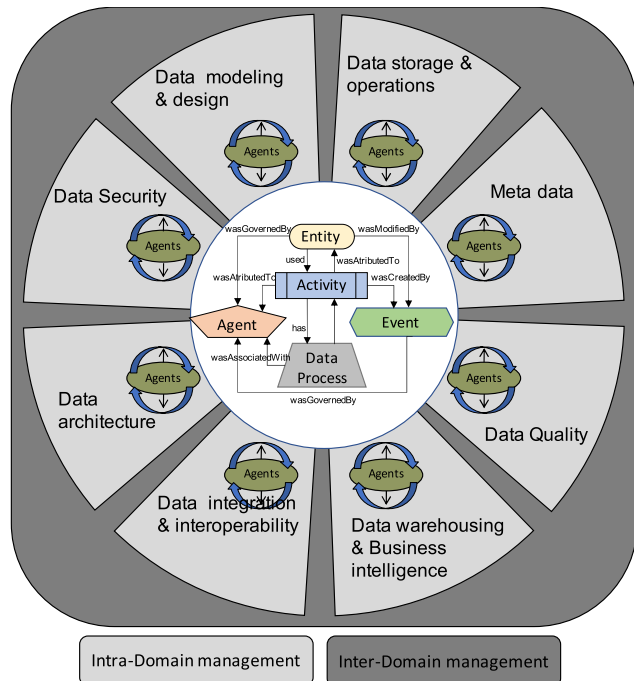 Data modeling
& design
Data storage &
operations
Agents
Agents
Data Security
Meta data
Agents
Agents
wasGovernedBy
Entity
wasModifiedBy
used
wasAtributedTo
wasAtributedTo
Activity
wasCreatedBy
Agent
Event
has
wasAssociatedWith
Data
Process
wasGovernedBy
Agents
Agents
Data
architecture
Data Quality
Agents
Agents
Data integration
& interoperability
Data warehousing
& Business
intelligence
Intra-Domain management
Inter-Domain management